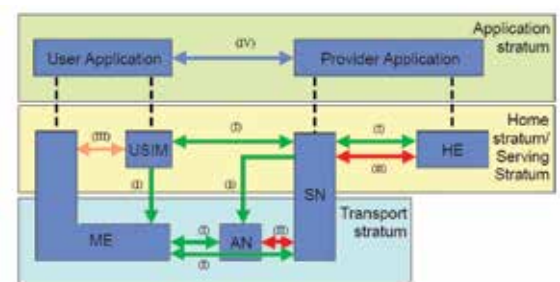 Application
stratum
User Application
(IV)
Provider Application
Home
stratum/
Serving
Stratum
(III)
USIM
(I)
(I)
(II)
HE
(I)
(I)
SN
Transport
stratum
ME
(I)
AN
(II)
(I)